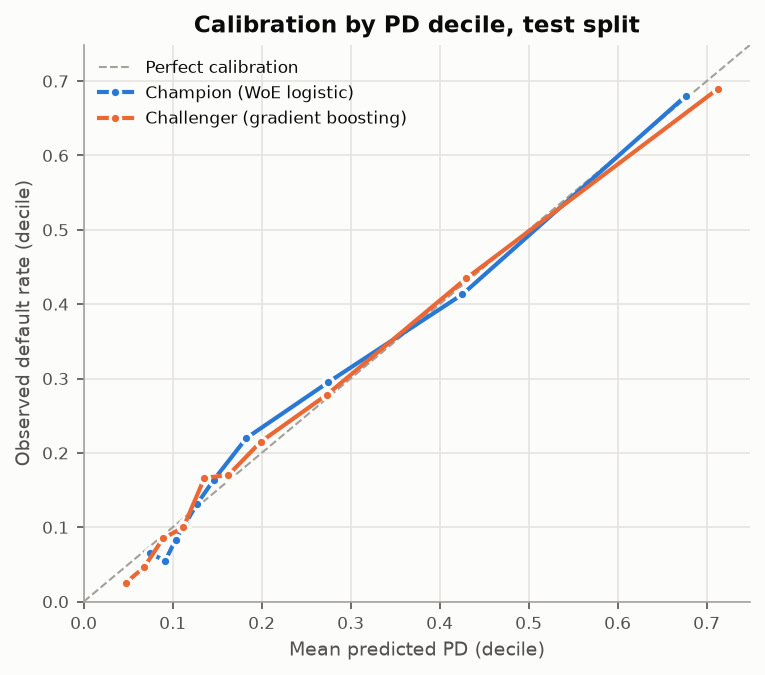 Calibration by PD decile, test split
Perfect calibration
Champion (WoE logistic)
Challenger (gradient boosting)
Observed default rate (decile)
0.7
0.6
0.5
0.4
0.3
0.2
0.1
0.0
0.0 0.1 0.2 0.3 0.4 0.5 0.6 0.7
Mean predicted PD (decile)